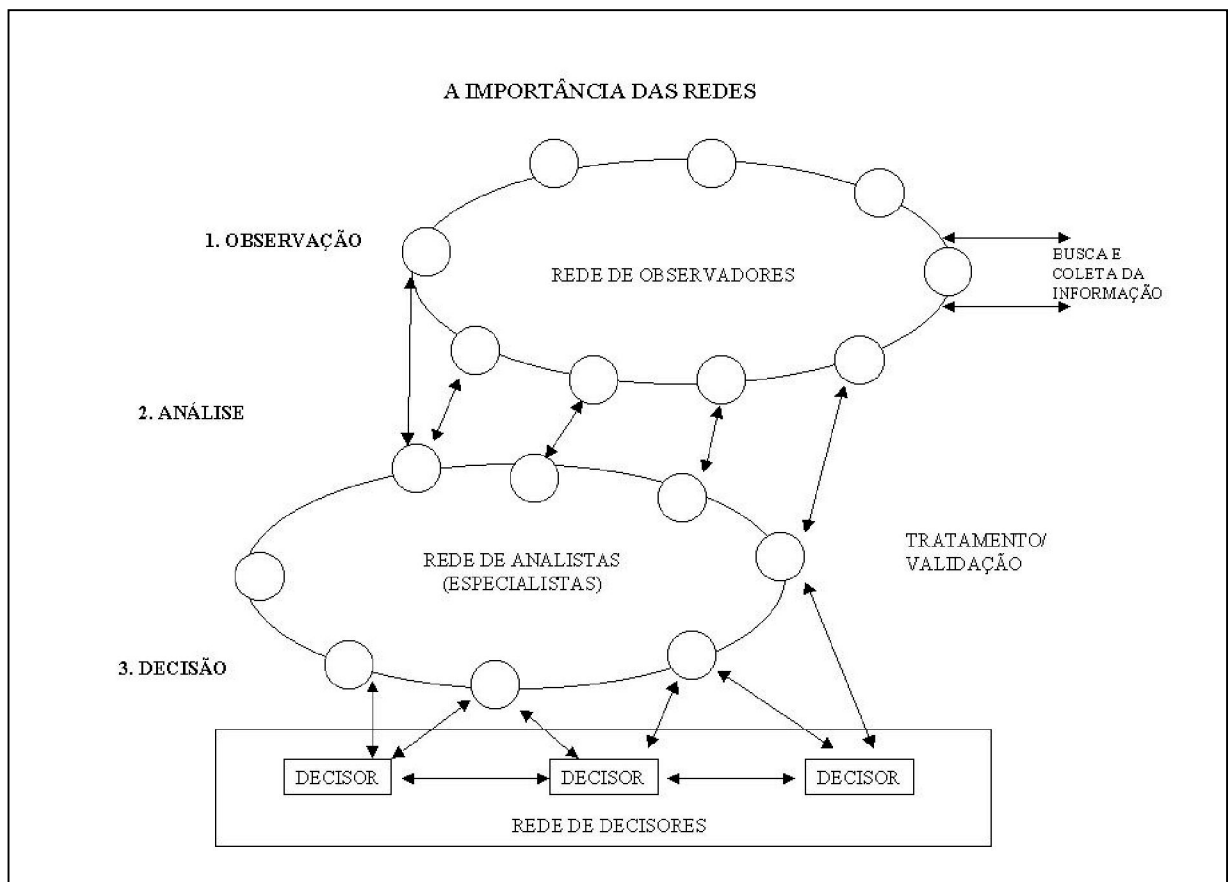 A IMPORTÂNCIA DAS REDES
1. OBSERVAÇÃO
REDE DE OBSERVADORES
BUSCA E
COLETA DA
INFORMAÇÃO
2. ANÁLISE
REDE DE ANALISTAS
(ESPECIALISTAS)
TRATAMENTO/
VALIDAÇÃO
3. DECISÃO
DECISOR
DECISOR
DECISOR
REDE DE DECISORES